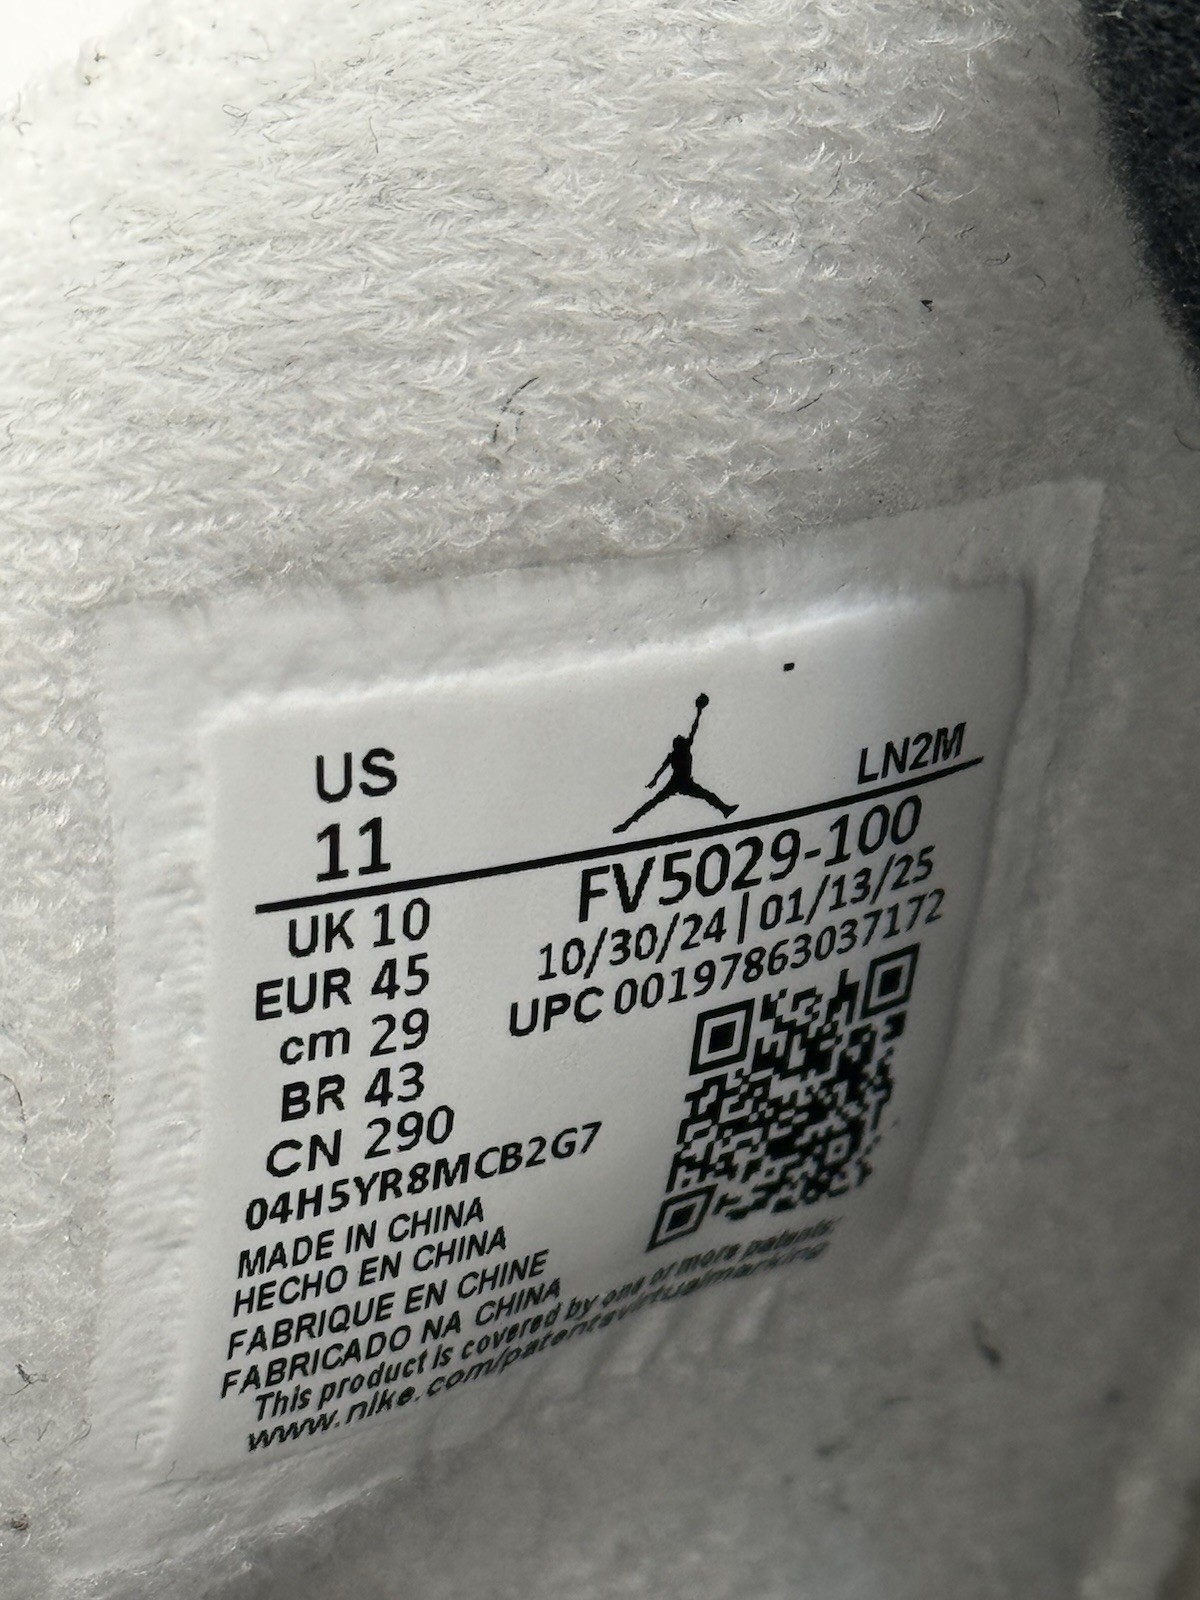 US
11
LN2M
UK 10
EUR 45
cm 29
BR 43
CN 290
FV5029-100
10/30/24 | 01/13/25
UPC 00197863037172
04H5YR8MCB2G7
MADE IN CHINA
HECHO EN CHINA
FABRIQUE EN CHINE
FABRICADO NA CHINA
This product is covered by one or more patents:
www.nike.com/patentsvirtualmarking